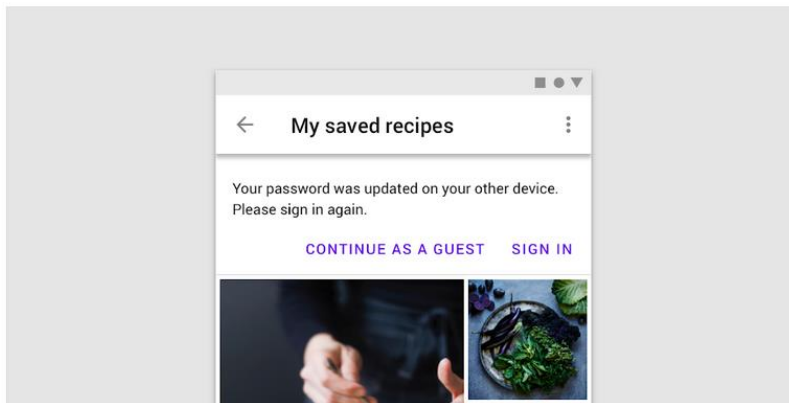 My saved recipes
Your password was updated on your other device.
Please sign in again.
CONTINUE AS A GUEST SIGN IN